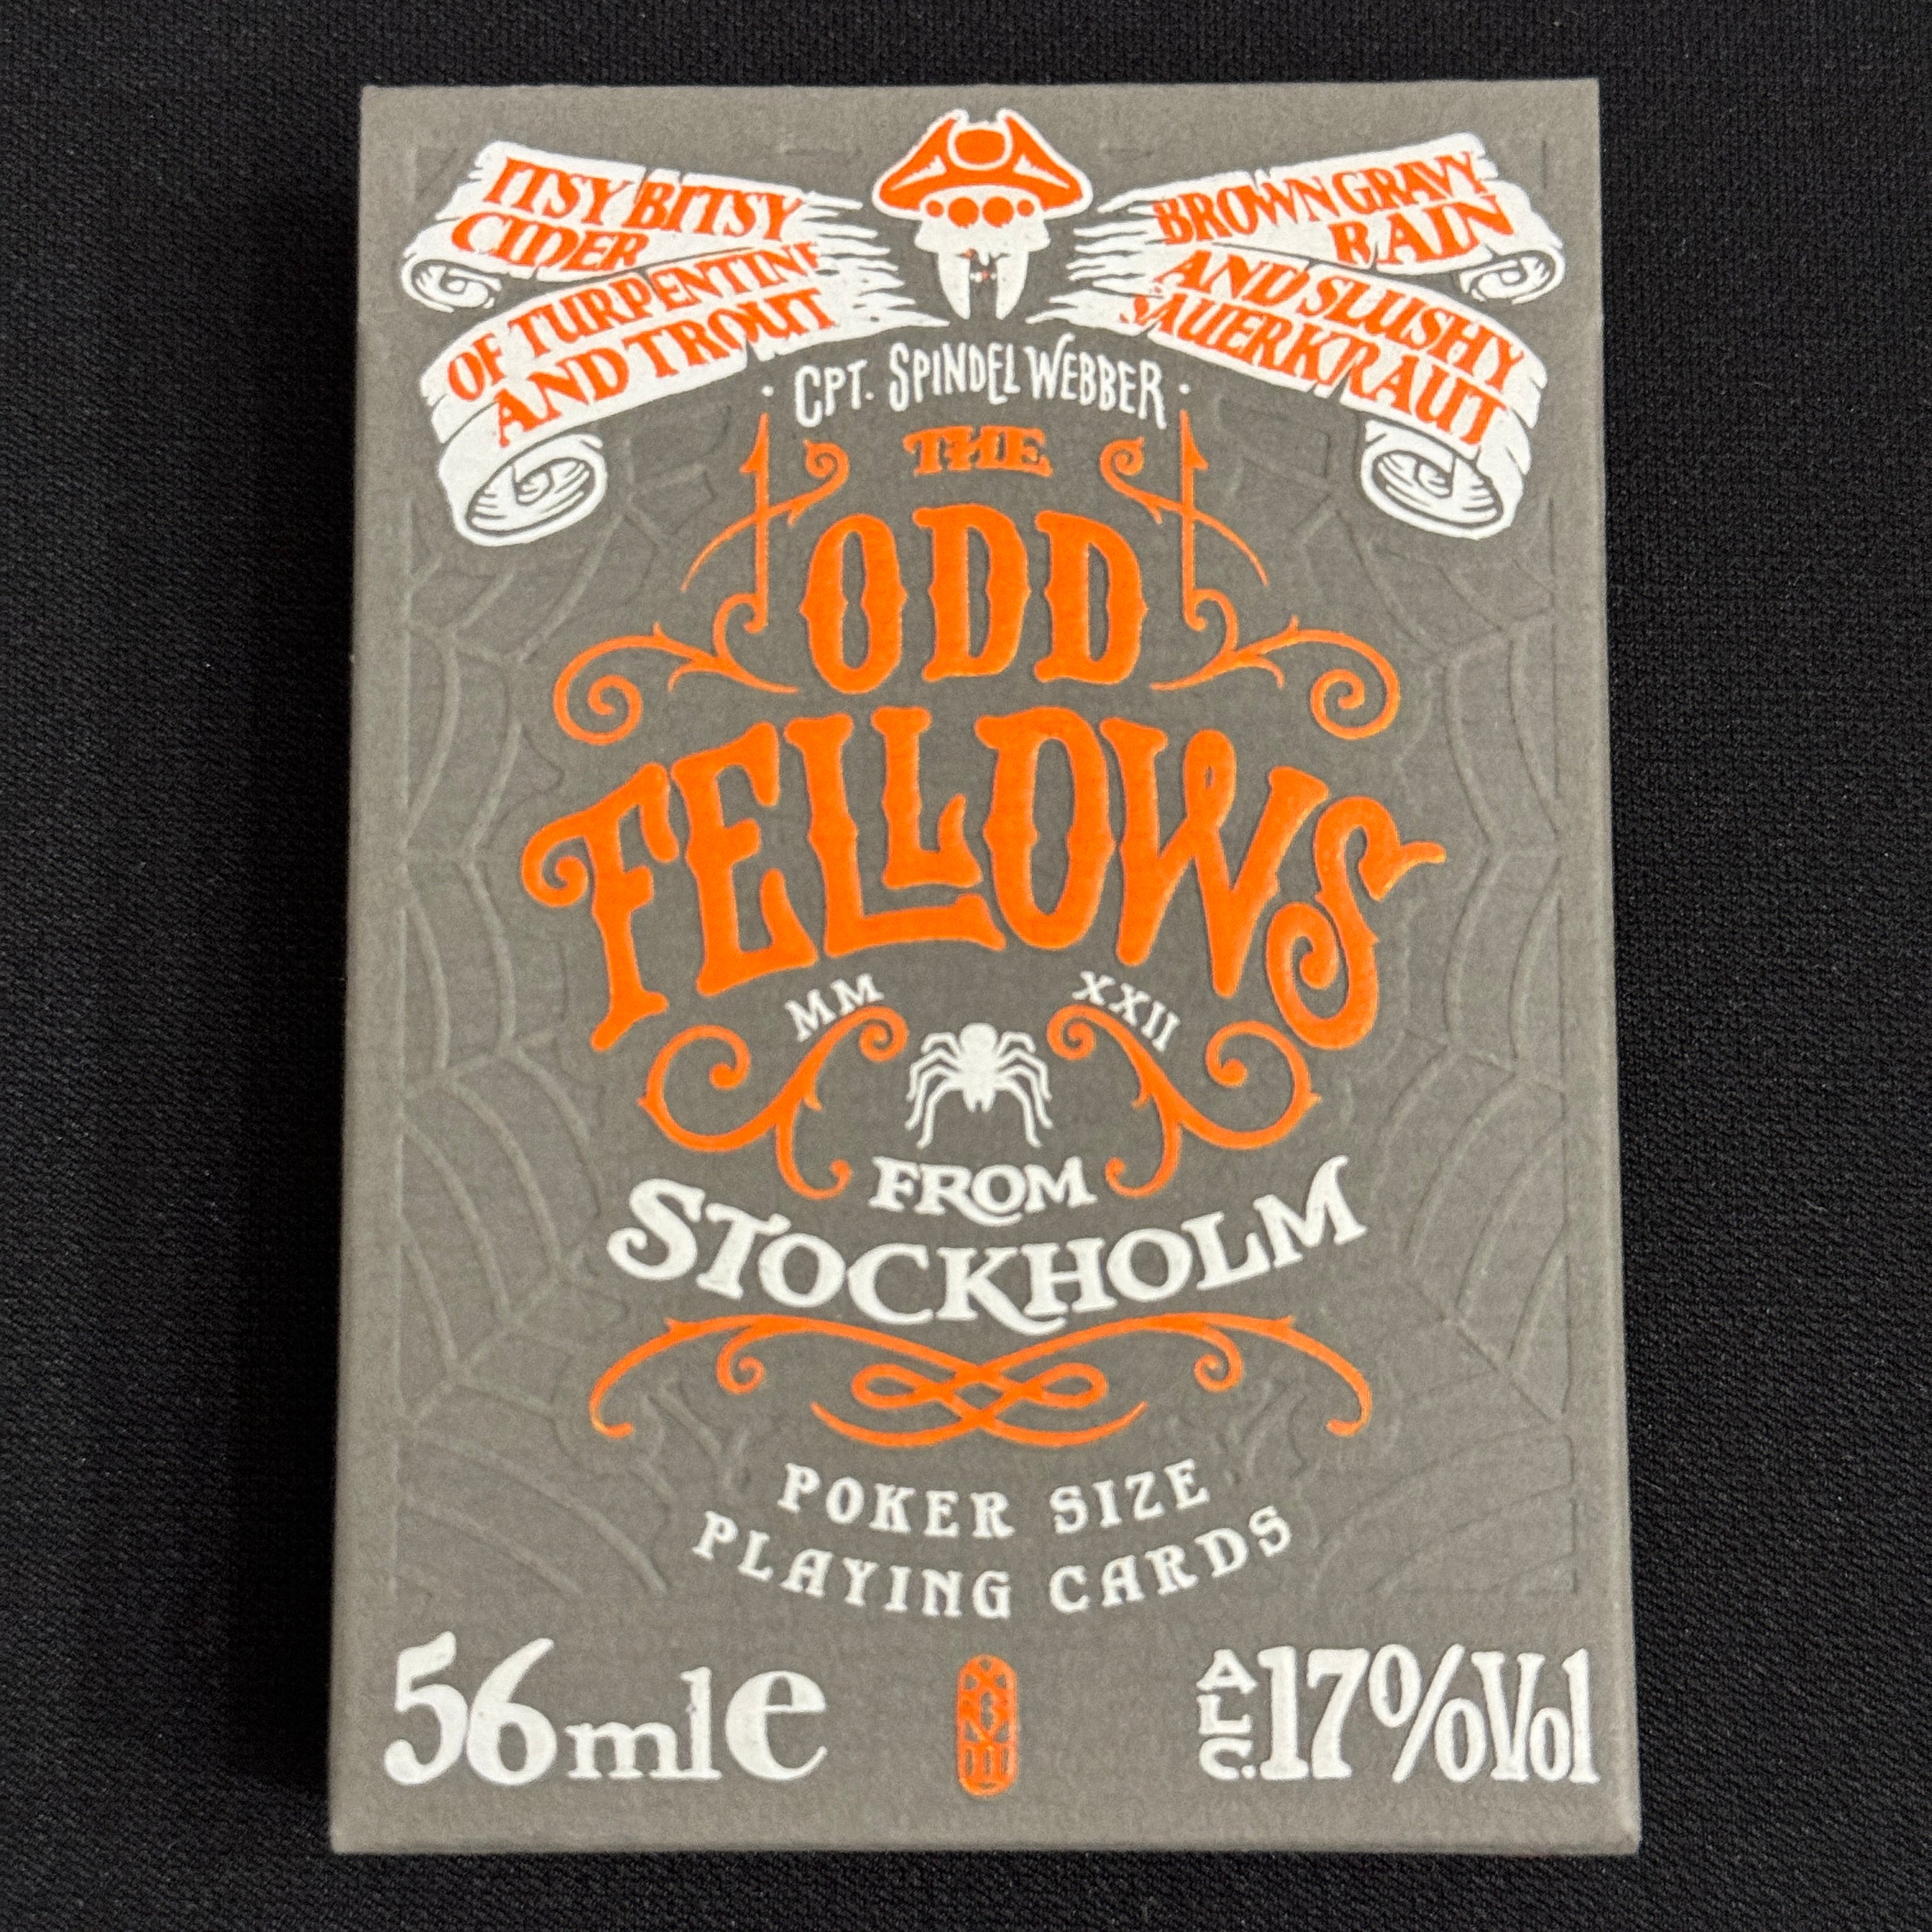 ITSY BITSY
CIDER
OF TURPENTINE
AND TROUT
BROWN GRAVY
RAIN
AND SLUSHY
SAUERKRAUT
· CPT. SPINDEL WEBBER ·
THE
ODD
FELLOWS
MM XXII
FROM
STOCKHOLM
POKER SIZE
PLAYING CARDS
56mle
ALC. 17%Vol